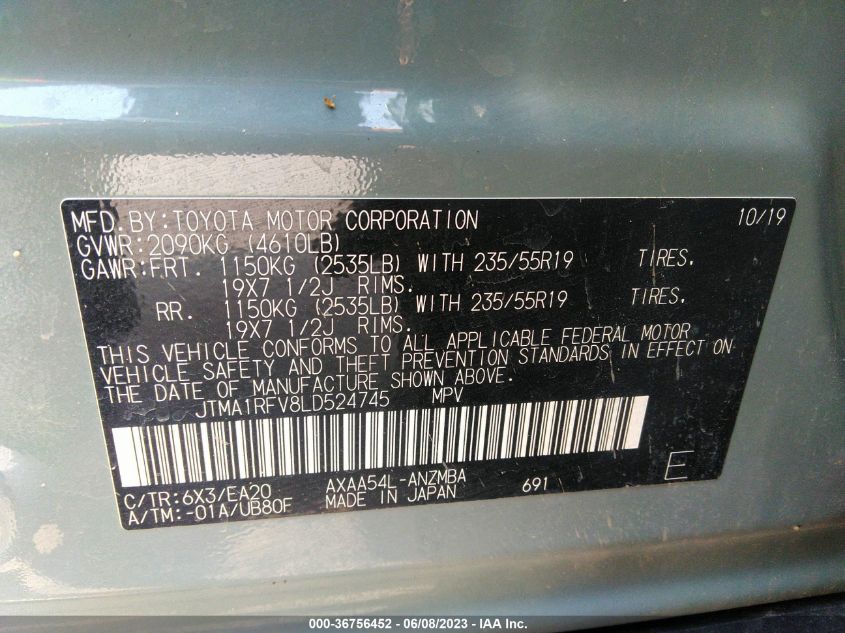 MFD.BY:TOYOTA MOTOR CORPORATION 10/19
GVWR:2090KG (4610LB)
GAWR:FRT. 1150KG (2535LB) WITH 235/55R19 TIRES.
19X7 1/2J RIMS.
RR. 1150KG (2535LB) WITH 235/55R19 TIRES.
19X7 1/2J RIMS.
THIS VEHICLE CONFORMS TO ALL APPLICABLE FEDERAL MOTOR
VEHICLE SAFETY AND THEFT PREVENTION STANDARDS IN EFFECT ON
THE DATE OF MANUFACTURE SHOWN ABOVE.
JTMA1RFV8LD524745 MPV
C/TR:6X3/EA20 AXAA54L-ANZMBA 691 E
A/TM:-01A/UB80F MADE IN JAPAN
000-36756452 - 06/08/2023 - IAA Inc.